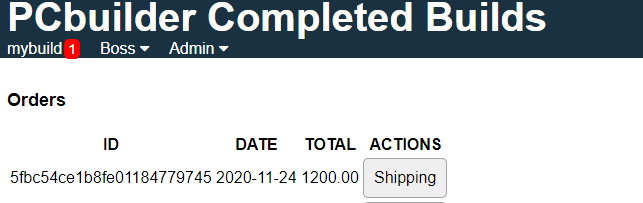 PCbuilder Completed Builds
mybuild 1 Boss Admin
Orders
ID DATE TOTAL ACTIONS
5fbc54ce1b8fe01184779745 2020-11-24 1200.00 Shipping